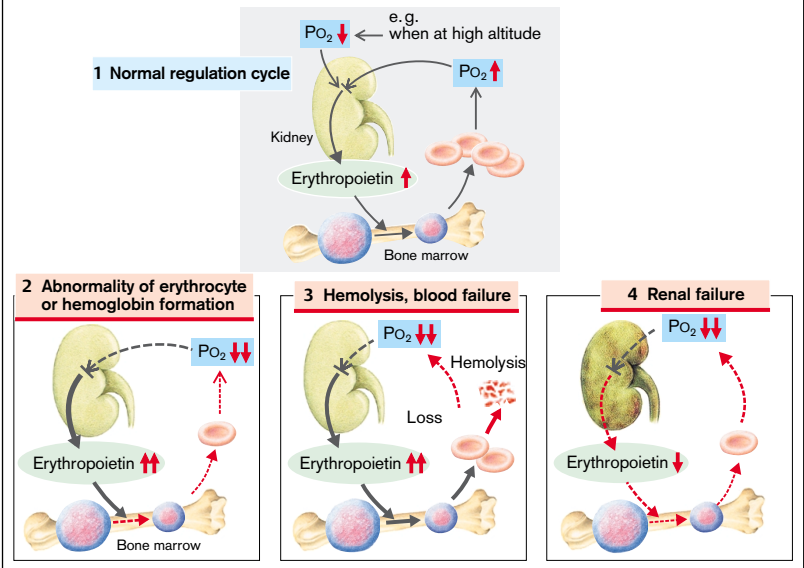 e.g.
when at high altitude
PO₂
1 Normal regulation cycle
PO₂
Kidney
Erythropoietin
Bone marrow
2 Abnormality of erythrocyte
or hemoglobin formation
PO₂
Erythropoietin
Bone marrow
3 Hemolysis, blood failure
PO₂
Hemolysis
Loss
Erythropoietin
4 Renal failure
PO₂
Erythropoietin